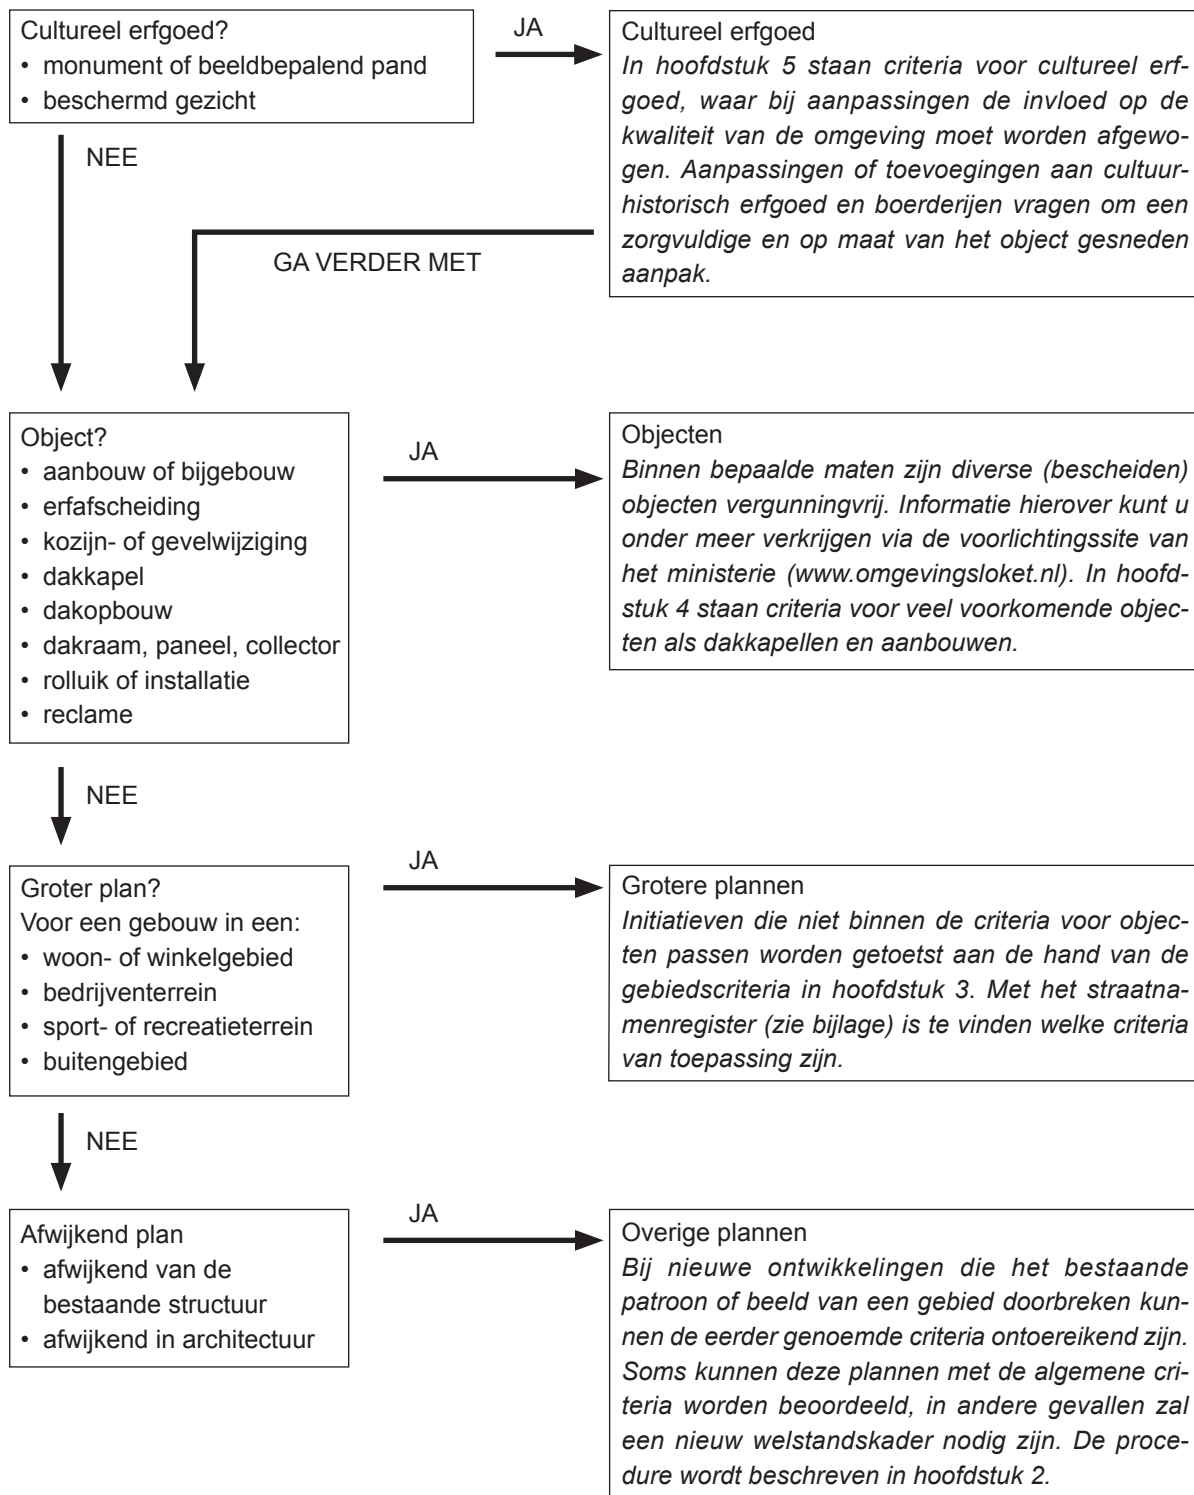 Cultureel erfgoed?
• monument of beeldbepalend pand
• beschermd gezicht
JA
Cultureel erfgoed
In hoofdstuk 5 staan criteria voor cultureel erf-
goed, waar bij aanpassingen de invloed op de
kwaliteit van de omgeving moet worden afgewo-
gen. Aanpassingen of toevoegingen aan cultuur-
historisch erfgoed en boerderijen vragen om een
zorgvuldige en op maat van het object gesneden
aanpak.
NEE
GA VERDER MET
Object?
• aanbouw of bijgebouw
• erfafscheiding
• kozijn- of gevelwijziging
• dakkapel
• dakopbouw
• dakraam, paneel, collector
• rolluik of installatie
• reclame
JA
Objecten
Binnen bepaalde maten zijn diverse (bescheiden)
objecten vergunningvrij. Informatie hierover kunt u
onder meer verkrijgen via de voorlichtingssite van
het ministerie (www.omgevingsloket.nl). In hoofd-
stuk 4 staan criteria voor veel voorkomende objec-
ten als dakkapellen en aanbouwen.
NEE
Groter plan?
Voor een gebouw in een:
• woon- of winkelgebied
• bedrijventerrein
• sport- of recreatieterrein
• buitengebied
JA
Grotere plannen
Initiatieven die niet binnen de criteria voor objec-
ten passen worden getoetst aan de hand van de
gebiedscriteria in hoofdstuk 3. Met het straatna-
menregister (zie bijlage) is te vinden welke criteria
van toepassing zijn.
NEE
Afwijkend plan
• afwijkend van de
bestaande structuur
• afwijkend in architectuur
JA
Overige plannen
Bij nieuwe ontwikkelingen die het bestaande
patroon of beeld van een gebied doorbreken kun-
nen de eerder genoemde criteria ontoereikend zijn.
Soms kunnen deze plannen met de algemene cri-
teria worden beoordeeld, in andere gevallen zal
een nieuw welstandskader nodig zijn. De proce-
dure wordt beschreven in hoofdstuk 2.